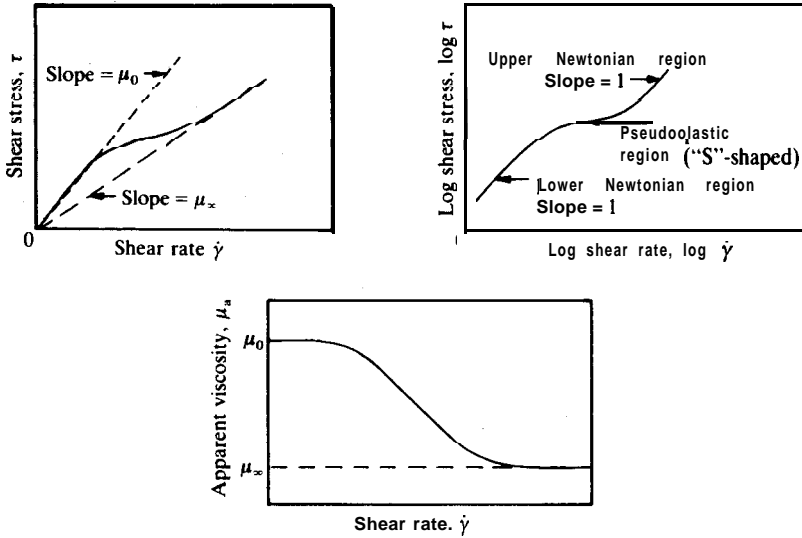 Shear stress, τ
Slope = μ₀
Slope = μ∞
0
Shear rate γ̇
Log shear stress, log τ
Upper Newtonian region
Slope = 1
Pseudoolastic
region ("S"-shaped)
Lower Newtonian region
Slope = 1
Log shear rate, log γ̇
Apparent viscosity, μₐ
μ₀
μ∞
Shear rate. γ̇